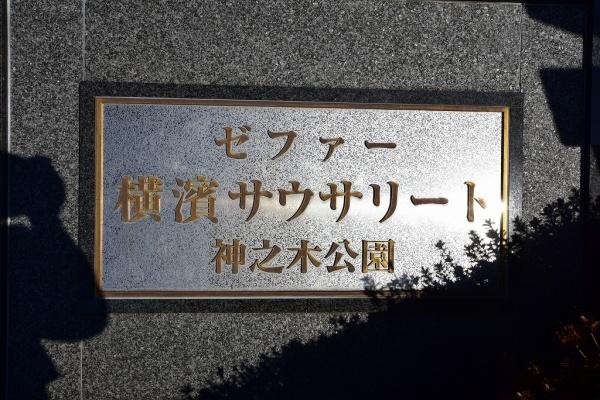 ゼファー
横濱サウサリート
神之木公園